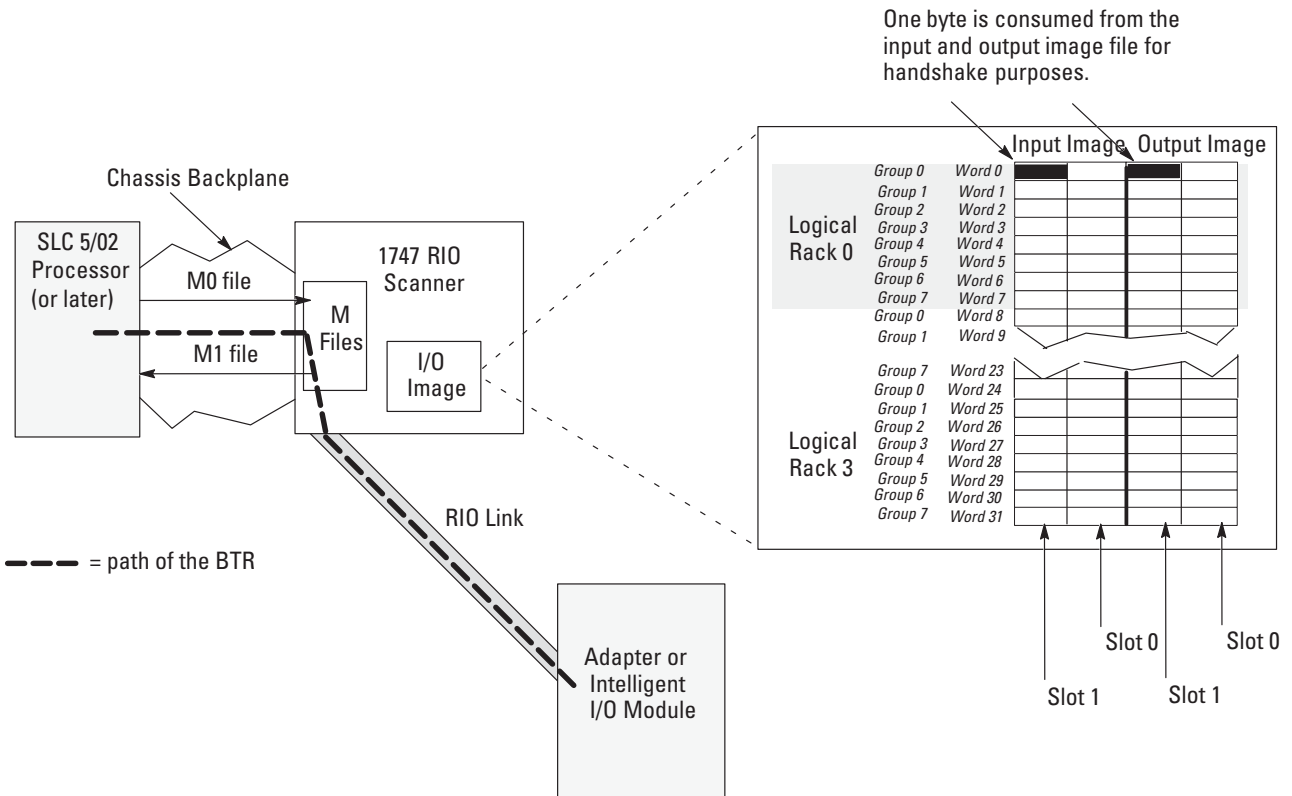 One byte is consumed from the
input and output image file for
handshake purposes.
Chassis Backplane
SLC 5/02
Processor
(or later)
M0 file
M1 file
1747 RIO
Scanner
M
Files
I/O
Image
RIO Link
= path of the BTR
Adapter or
Intelligent
I/O Module
Input Image Output Image
Logical
Rack 0
Group 0 Word 0
Group 1 Word 1
Group 2 Word 2
Group 3 Word 3
Group 4 Word 4
Group 5 Word 5
Group 6 Word 6
Group 7 Word 7
Group 0 Word 8
Group 1 Word 9
Logical
Rack 3
Group 7 Word 23
Group 0 Word 24
Group 1 Word 25
Group 2 Word 26
Group 3 Word 27
Group 4 Word 28
Group 5 Word 29
Group 6 Word 30
Group 7 Word 31
Slot 0
Slot 0
Slot 1
Slot 1